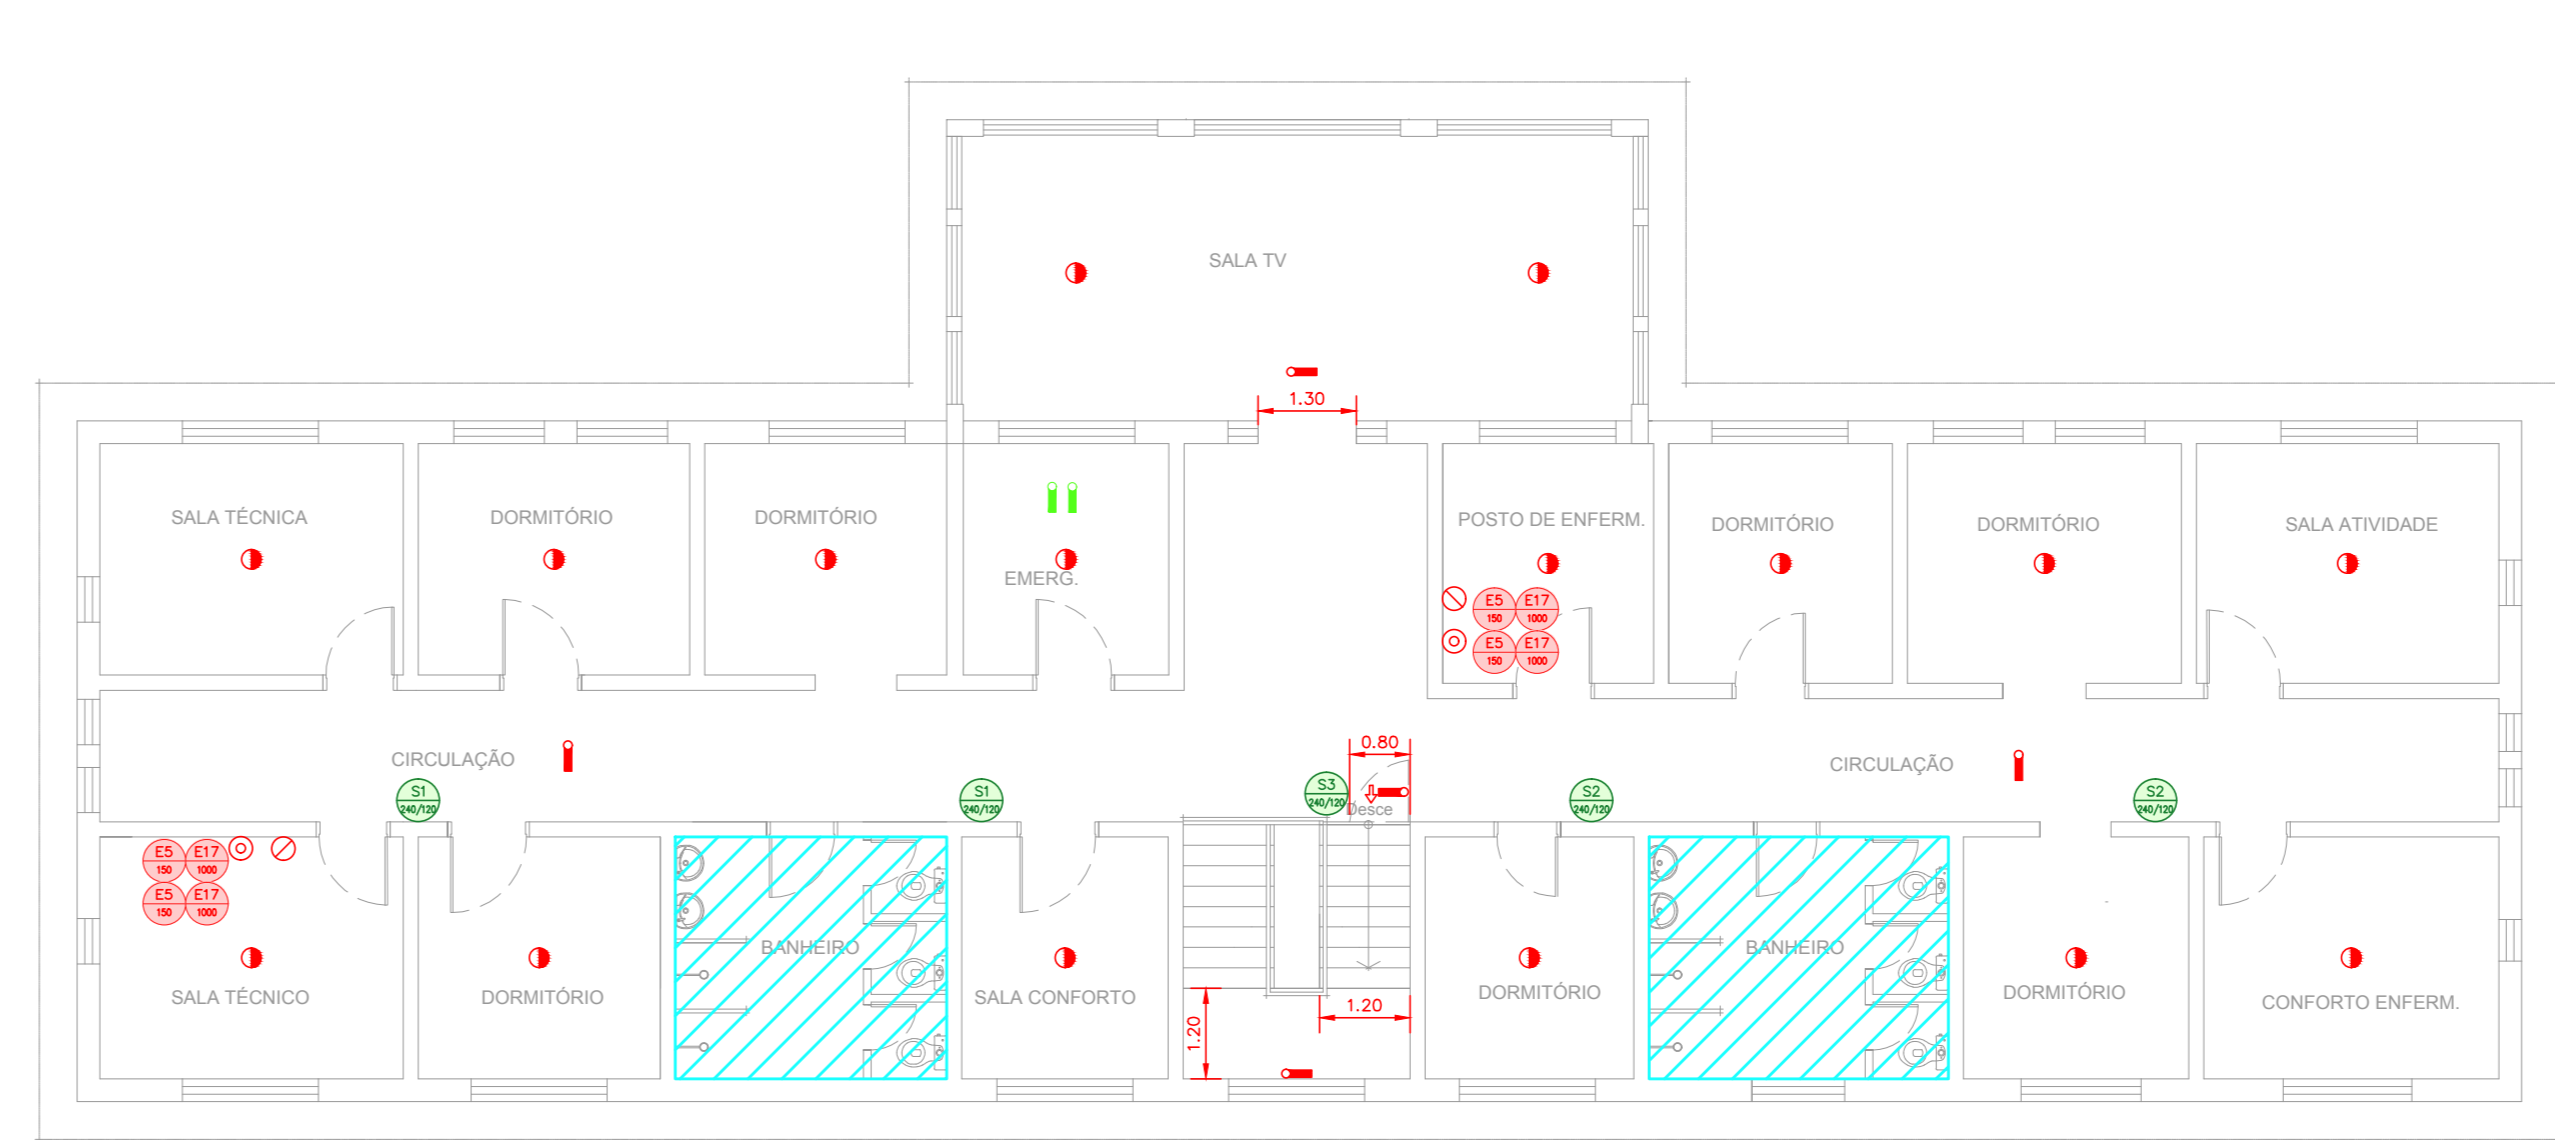 SALA TV
1.30
SALA TÉCNICA
DORMITÓRIO
DORMITÓRIO
EMERG.
POSTO DE ENFERM.
DORMITÓRIO
DORMITÓRIO
SALA ATIVIDADE
E5
150
E17
1000
E5
150
E17
1000
CIRCULAÇÃO
0.80
CIRCULAÇÃO
S1
240/120
S1
240/120
S3
240/120
Desce
S2
240/120
S2
240/120
E5
150
E17
1000
E5
150
E17
1000
BANHEIRO
BANHEIRO
SALA TÉCNICO
DORMITÓRIO
SALA CONFORTO
DORMITÓRIO
DORMITÓRIO
CONFORTO ENFERM.
1.20
1.20